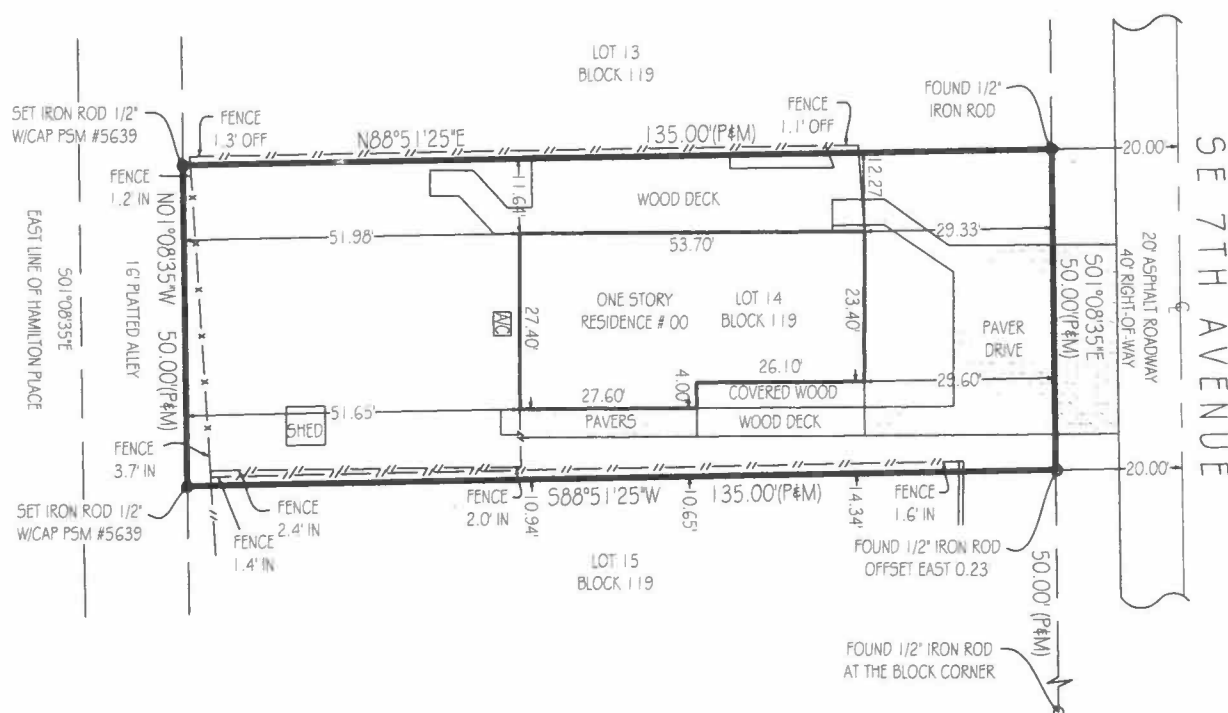 LOT 13
BLOCK 119
SET IRON ROD 1/2"
W/CAP PSM #5639
FENCE
1.3' OFF
N88°51'25"E
135.00'(P&M)
FENCE
1.1' OFF
FOUND 1/2"
IRON ROD
20.00'
SE 7TH AVENUE
FENCE
1.2' IN
11.61'
WOOD DECK
12.27'
51.98'
53.70'
29.33'
EAST LINE OF HAMILTON PLACE
S01°08'35"E
16' PLATTED ALLEY
N01°08'35"W 50.00'(P&M)
A/C
27.40'
ONE STORY
RESIDENCE # 00
LOT 14
BLOCK 119
23.40'
PAVER
DRIVE
S01°08'35"E
50.00'(P&M)
20' ASPHALT ROADWAY
40' RIGHT-OF-WAY
26.10'
4.00'
27.60'
COVERED WOOD
29.60'
51.65'
SHED
PAVERS
WOOD DECK
FENCE
3.7' IN
20.00'
SET IRON ROD 1/2"
W/CAP PSM #5639
FENCE
1.4' IN
FENCE
2.4' IN
FENCE
2.0' IN
10.94'
S88°51'25"W
10.65'
135.00'(P&M)
14.34'
FENCE
1.6' IN
FOUND 1/2" IRON ROD
OFFSET EAST 0.23
LOT 15
BLOCK 119
50.00' (P&M)
FOUND 1/2" IRON ROD
AT THE BLOCK CORNER